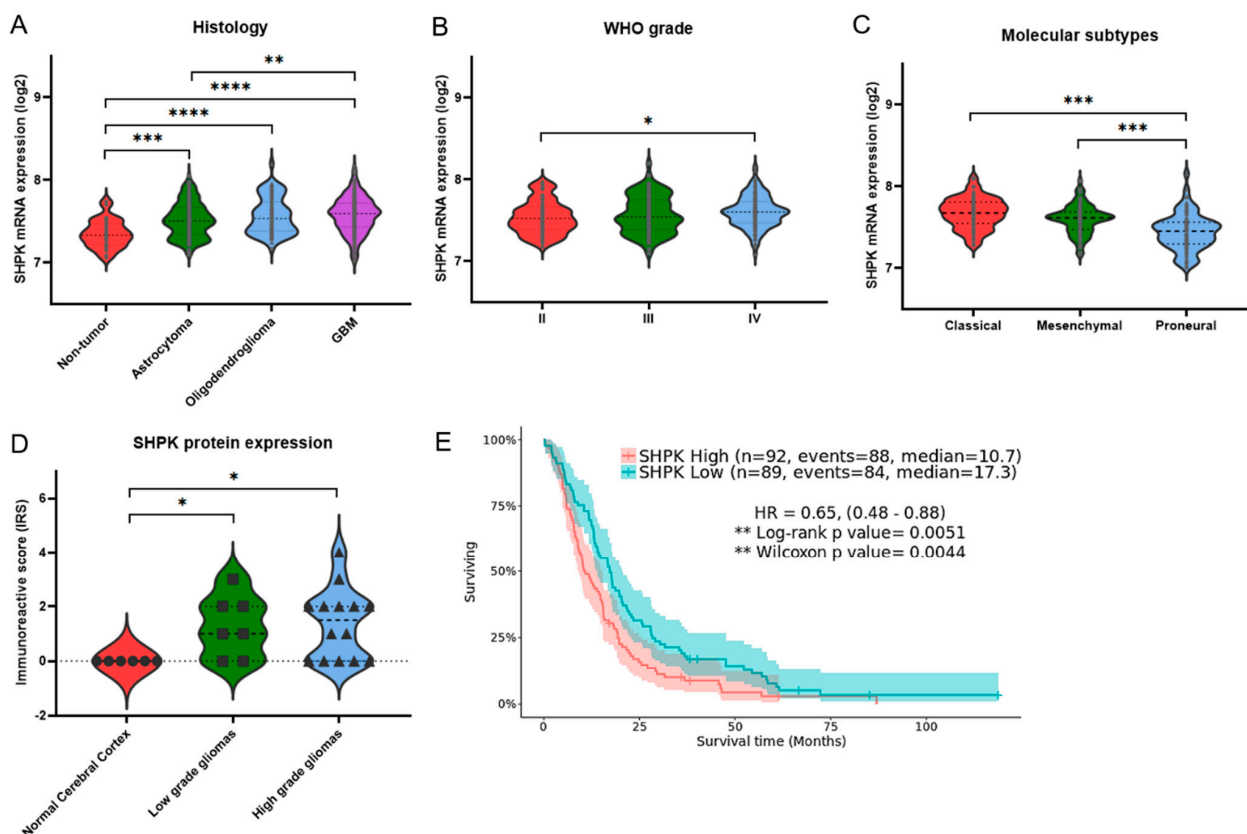 A
Histology
SHPK mRNA expression (log2)
9
8
7
***
****
****
**
Non-tumor
Astrocytoma
Oligodendroglioma
GBM
B
WHO grade
SHPK mRNA expression (log2)
9
8
7
*
II
III
IV
C
Molecular subtypes
SHPK mRNA expression (log2)
9
8
7
***
***
Classical
Mesenchymal
Proneural
D
SHPK protein expression
Immunoreactive score (IRS)
6
4
2
0
-2
*
*
Normal Cerebral Cortex
Low grade gliomas
High grade gliomas
E
Surviving
100%
75%
50%
25%
0%
SHPK High (n=92, events=88, median=10.7)
SHPK Low (n=89, events=84, median=17.3)
HR = 0.65, (0.48 - 0.88)
** Log-rank p value= 0.0051
** Wilcoxon p value= 0.0044
0
25
50
75
100
Survival time (Months)